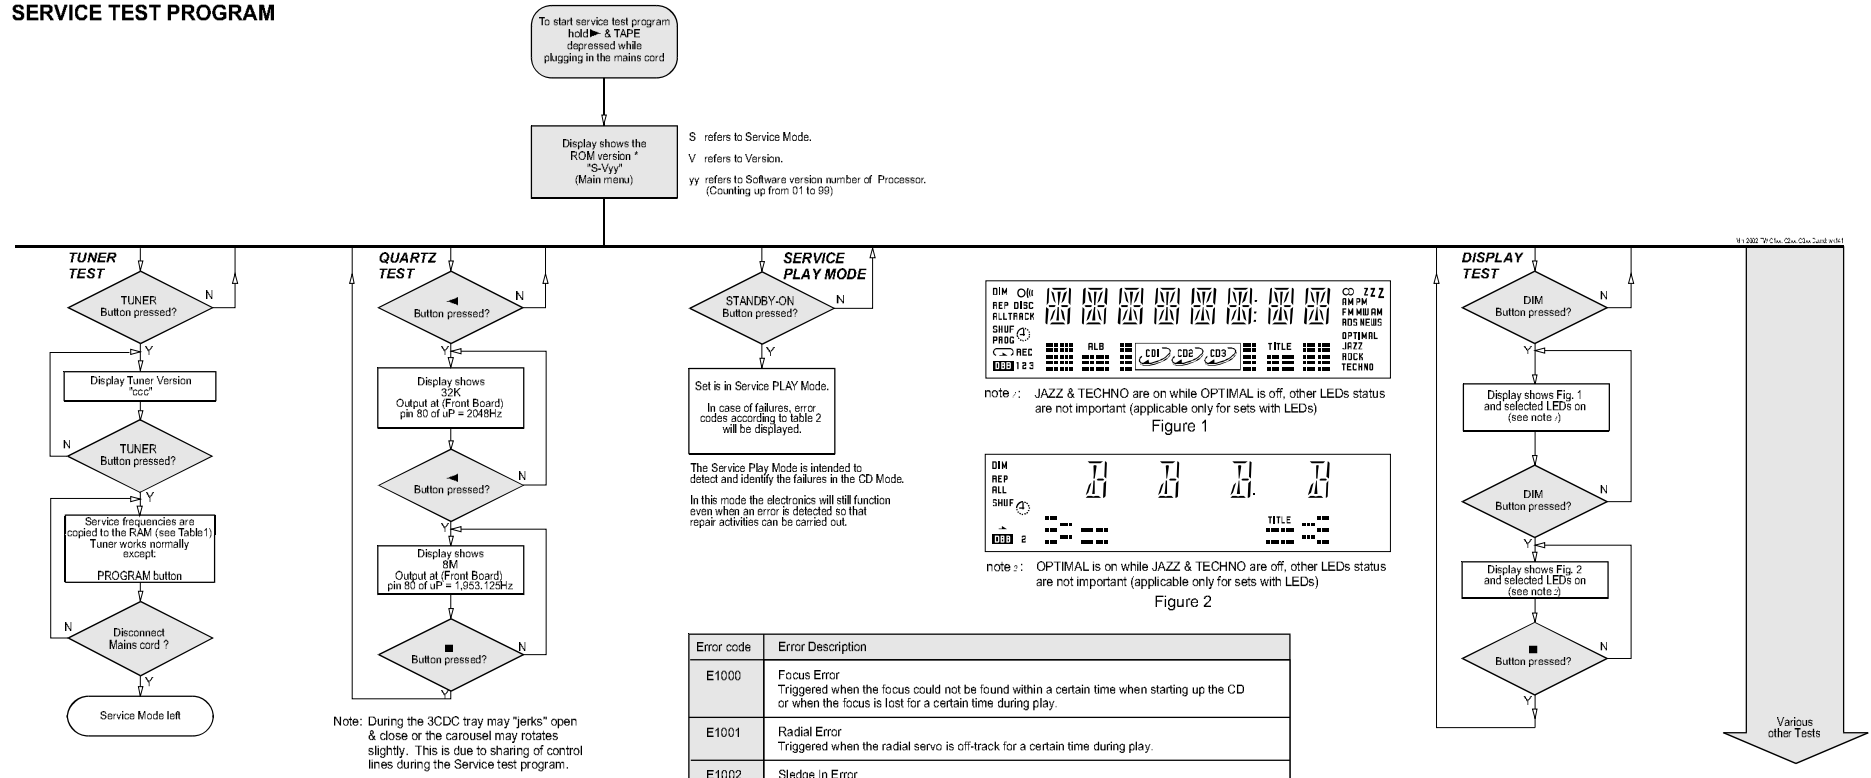 SERVICE TEST PROGRAM
To start service test program
hold ► & TAPE
depressed while
plugging in the mains cord
Display shows the
ROM version *
"S-Vyy"
(Main menu)
S refers to Service Mode.
V refers to Version.
yy refers to Software version number of Processor.
(Counting up from 01 to 99)
TUNER
TEST
TUNER
Button pressed?
N
Y
Display Tuner Version
"ccc"
TUNER
Button pressed?
N
Y
Service frequencies are
copied to the RAM (see Table1)
Tuner works normally
except:
PROGRAM button
Disconnect
Mains cord ?
N
Y
Service Mode left
QUARTZ
TEST
◄
Button pressed?
N
Y
Display shows
32K
Output at (Front Board)
pin 80 of uP = 2048Hz
◄
Button pressed?
N
Y
Display shows
8M
Output at (Front Board)
pin 80 of uP = 1,953.125Hz
■
Button pressed?
N
Y
Note: During the 3CDC tray may "jerks" open
& close or the carousel may rotates
slightly. This is due to sharing of control
lines during the Service test program.
SERVICE
PLAY MODE
STANDBY-ON
Button pressed?
N
Y
Set is in Service PLAY Mode.
In case of failures, error
codes according to table 2
will be displayed.
The Service Play Mode is intended to
detect and identify the failures in the CD Mode.
In this mode the electronics will still function
even when an error is detected so that
repair activities can be carried out.
DIM
REP DISC
ALLTRACK
SHUF
PROG
REC
DBB 1 2 3
ALB
CD1 CD2 CD3
TITLE
ZZZ
AM PM
FM MW AM
RDS NEWS
OPTIMAL
JAZZ
ROCK
TECHNO
note 1: JAZZ & TECHNO are on while OPTIMAL is off, other LEDs status
are not important (applicable only for sets with LEDs)
Figure 1
DIM
REP
ALL
SHUF
DBB 2
TITLE
note 2: OPTIMAL is on while JAZZ & TECHNO are off, other LEDs status
are not important (applicable only for sets with LEDs)
Figure 2
Error code Error Description
E1000 Focus Error
Triggered when the focus could not be found within a certain time when starting up the CD
or when the focus is lost for a certain time during play.
E1001 Radial Error
Triggered when the radial servo is off-track for a certain time during play.
E1002 Sledge In Error
DISPLAY
TEST
DIM
Button pressed?
N
Y
Display shows Fig. 1
and selected LEDs on
(see note 1)
DIM
Button pressed?
N
Y
Display shows Fig. 2
and selected LEDs on
(see note 2)
■
Button pressed?
N
Y
Various
other Tests